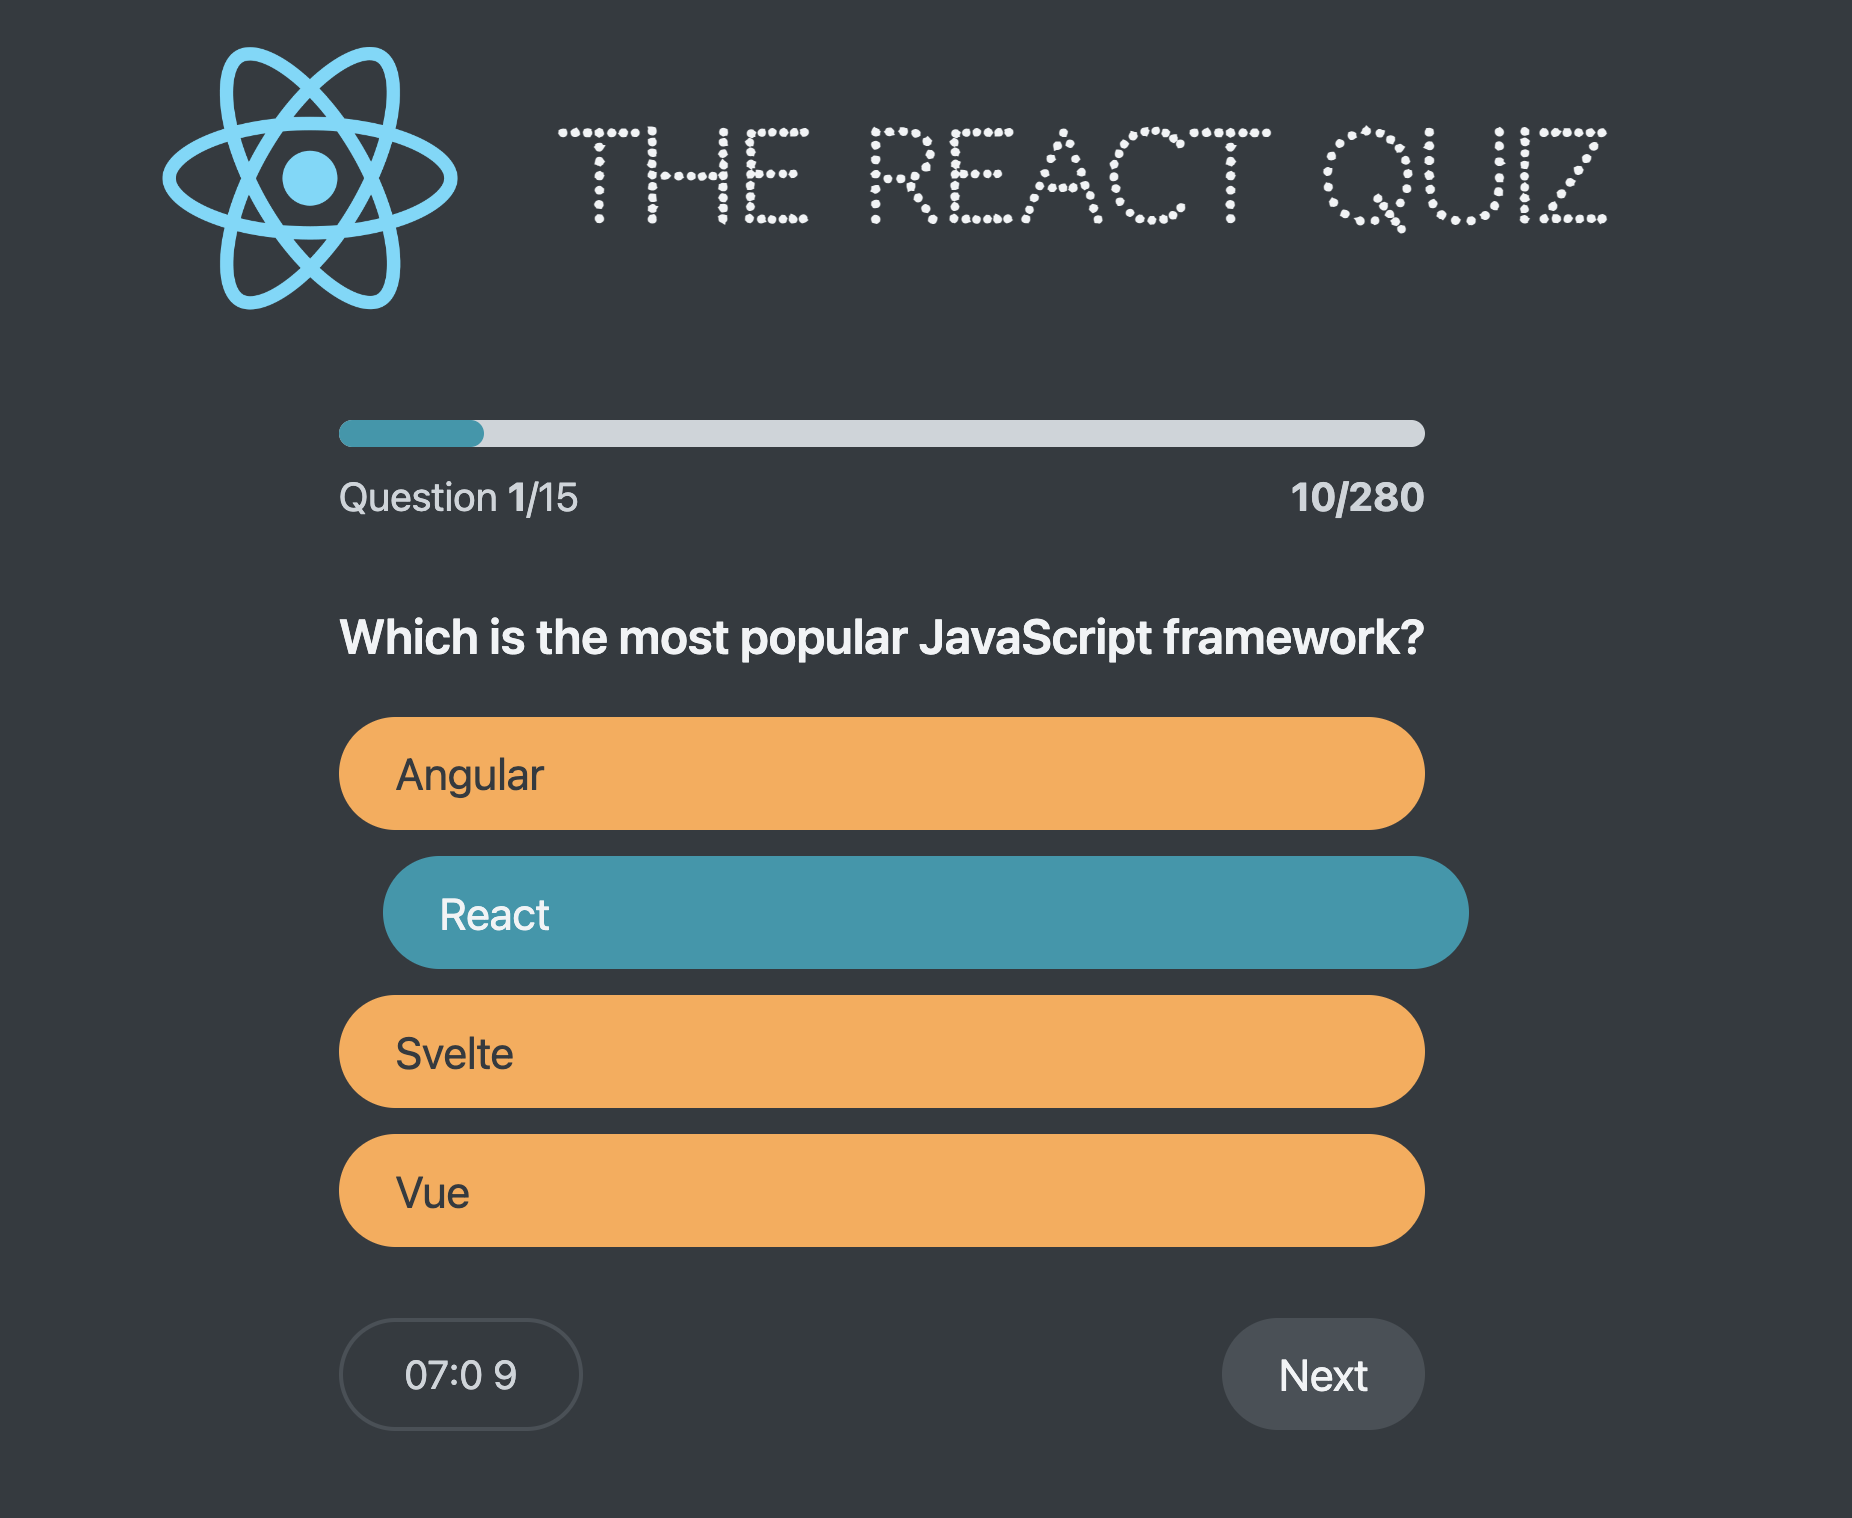 THE REACT QUIZ
Question 1/15
10/280
Which is the most popular JavaScript framework?
Angular
React
Svelte
Vue
07:0 9
Next